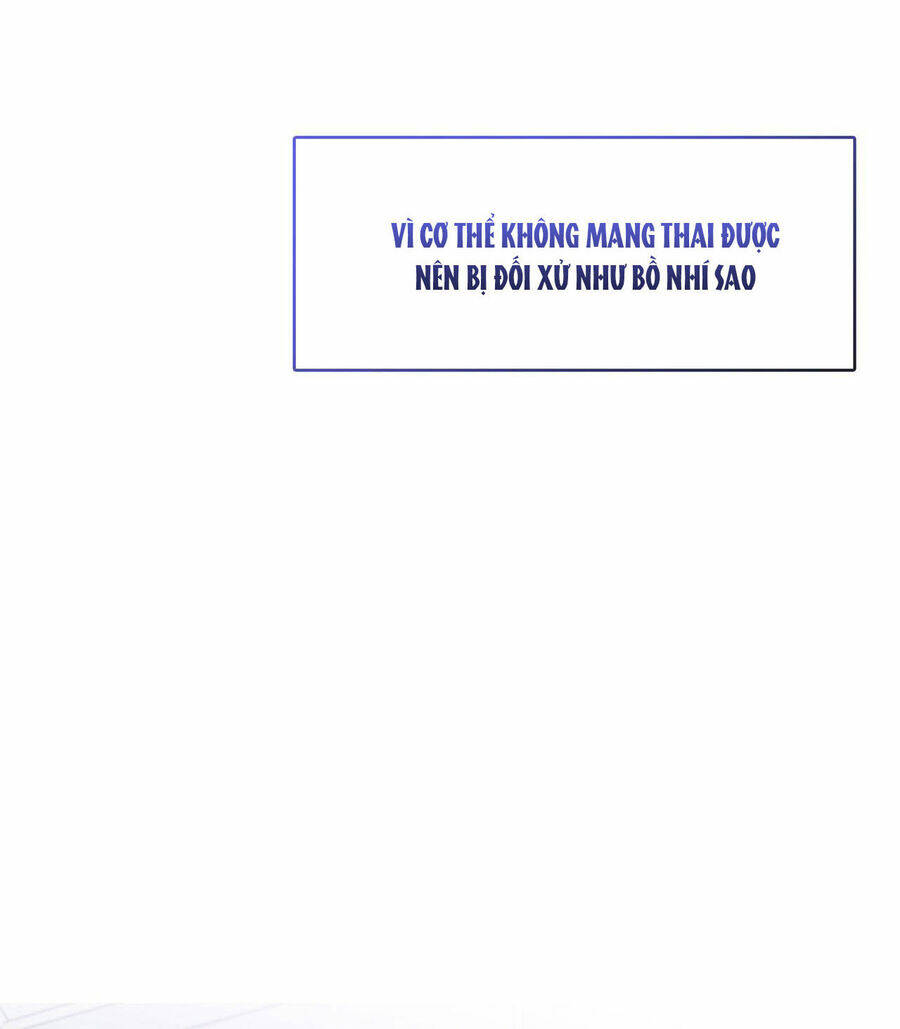 VÌ CƠ THỂ KHÔNG MANG THAI ĐƯỢC
NÊN BỊ ĐỐI XỬ NHƯ BỒ NHÍ SAO